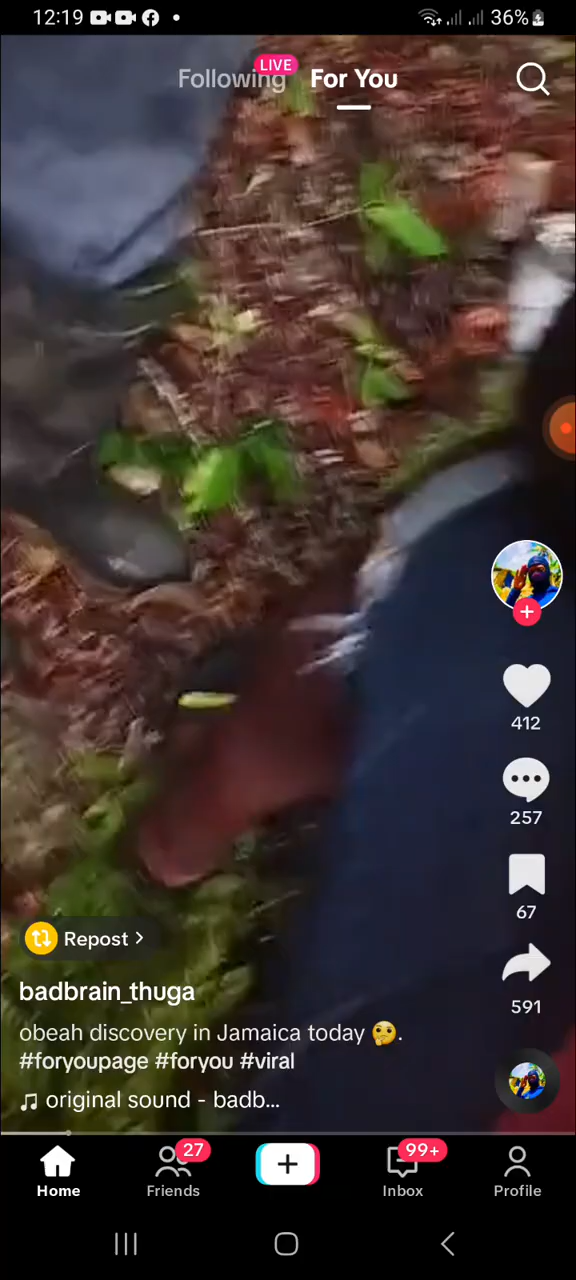 12:19
36%
Following
LIVE
For You
412
257
67
Repost
591
badbrain_thuga
obeah discovery in Jamaica today 🤔.
#foryoupage #foryou #viral
original sound - badb...
27
99+
Home
Friends
Inbox
Profile